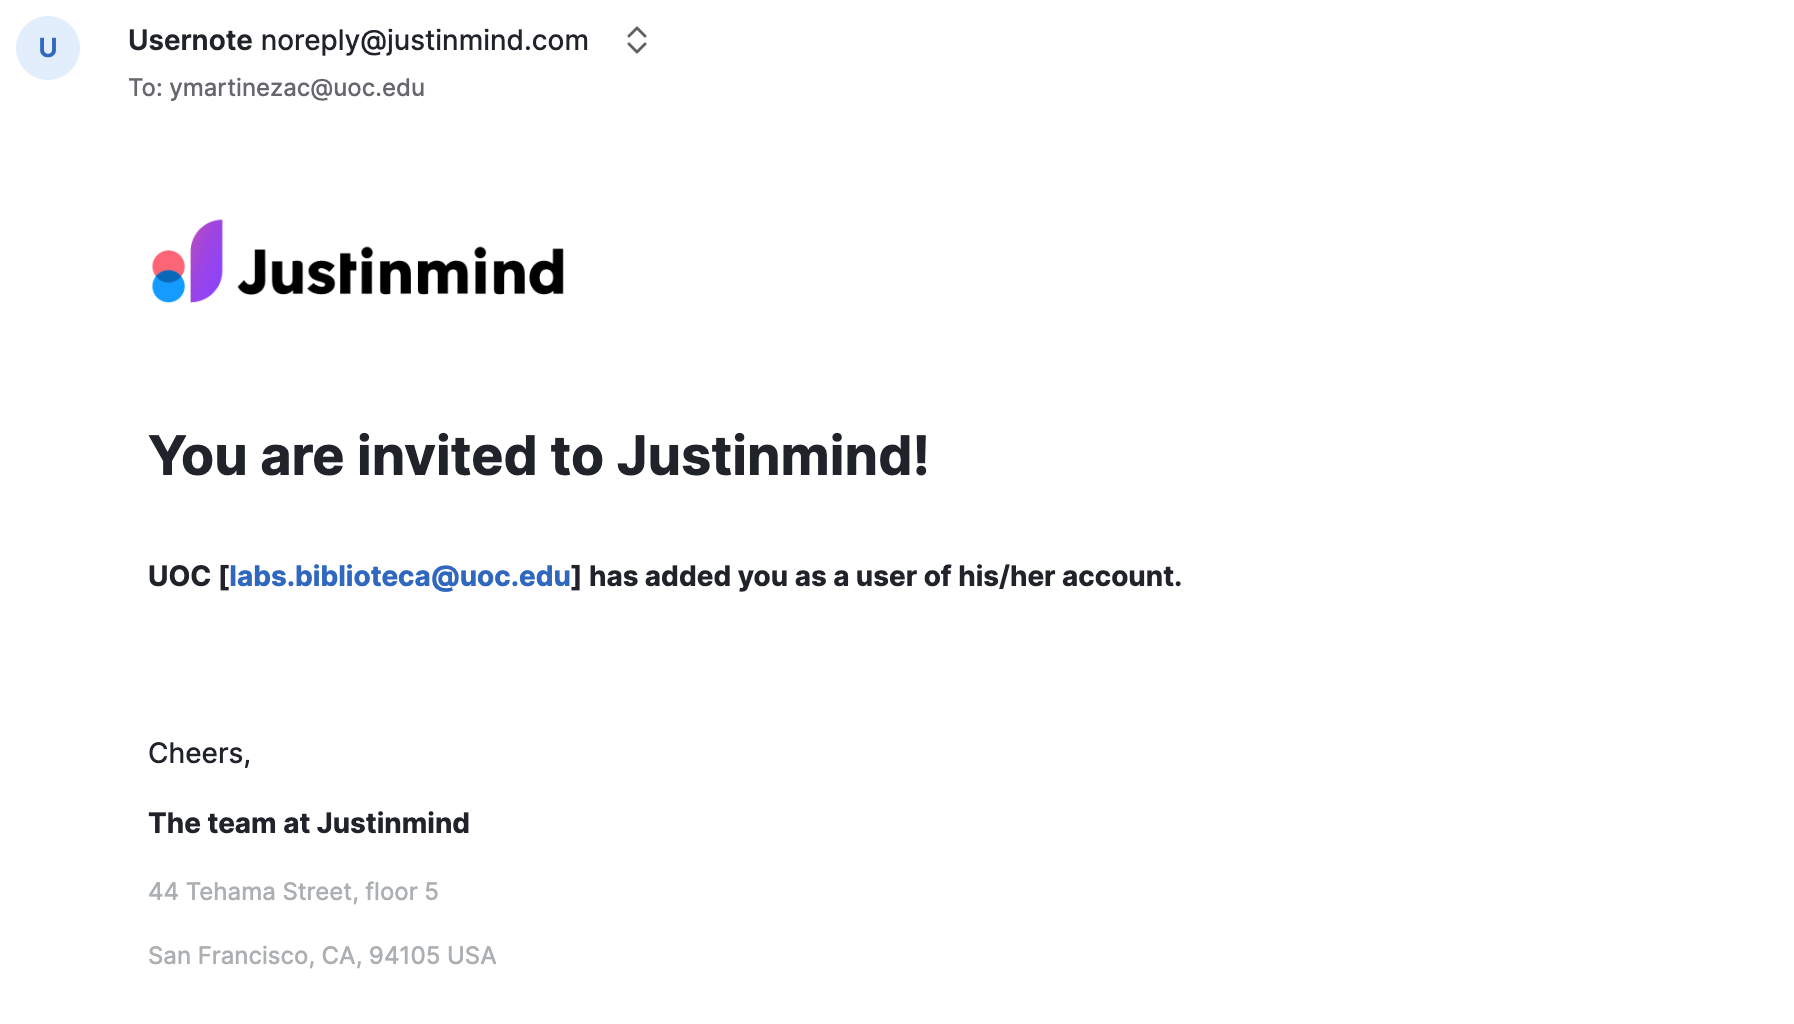 U
Usernote noreply@justinmind.com
To: ymartinezac@uoc.edu
Justinmind
You are invited to Justinmind!
UOC [labs.biblioteca@uoc.edu] has added you as a user of his/her account.
Cheers,
The team at Justinmind
44 Tehama Street, floor 5
San Francisco, CA, 94105 USA